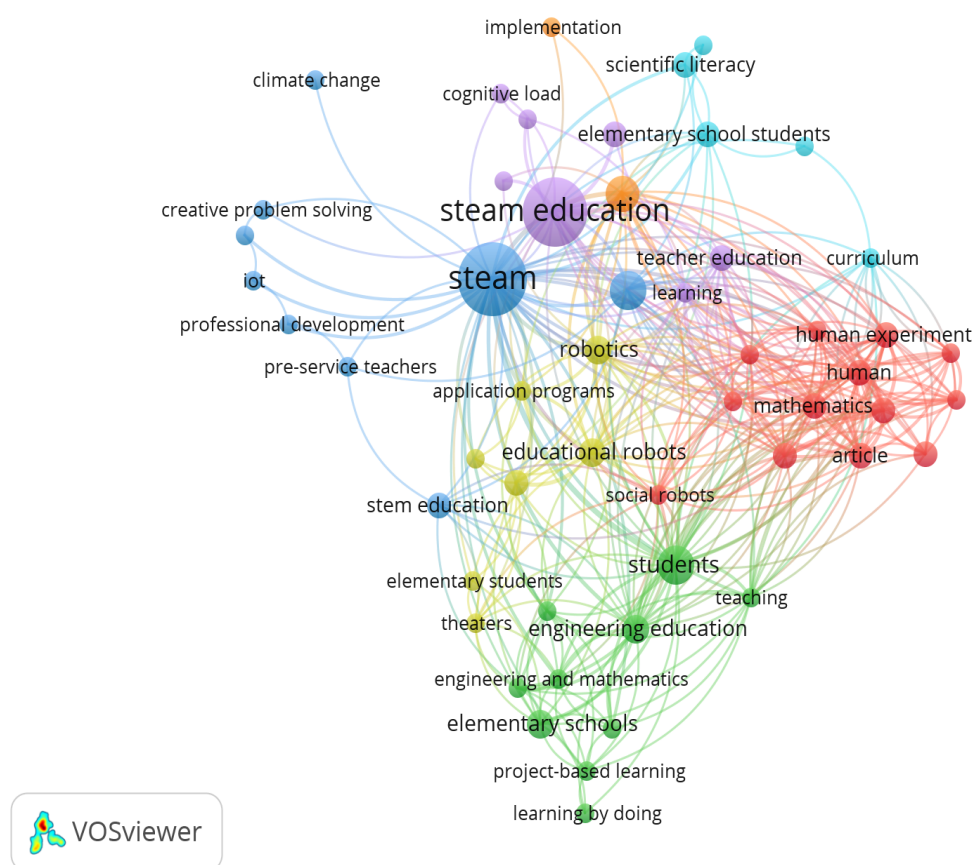 implementation
scientific literacy
climate change
cognitive load
elementary school students
creative problem solving
steam education
teacher education
curriculum
steam
iot
learning
professional development
human experiment
robotics
pre-service teachers
human
application programs
mathematics
educational robots
article
social robots
stem education
students
elementary students
teaching
theaters
engineering education
engineering and mathematics
elementary schools
project-based learning
learning by doing
VOSviewer